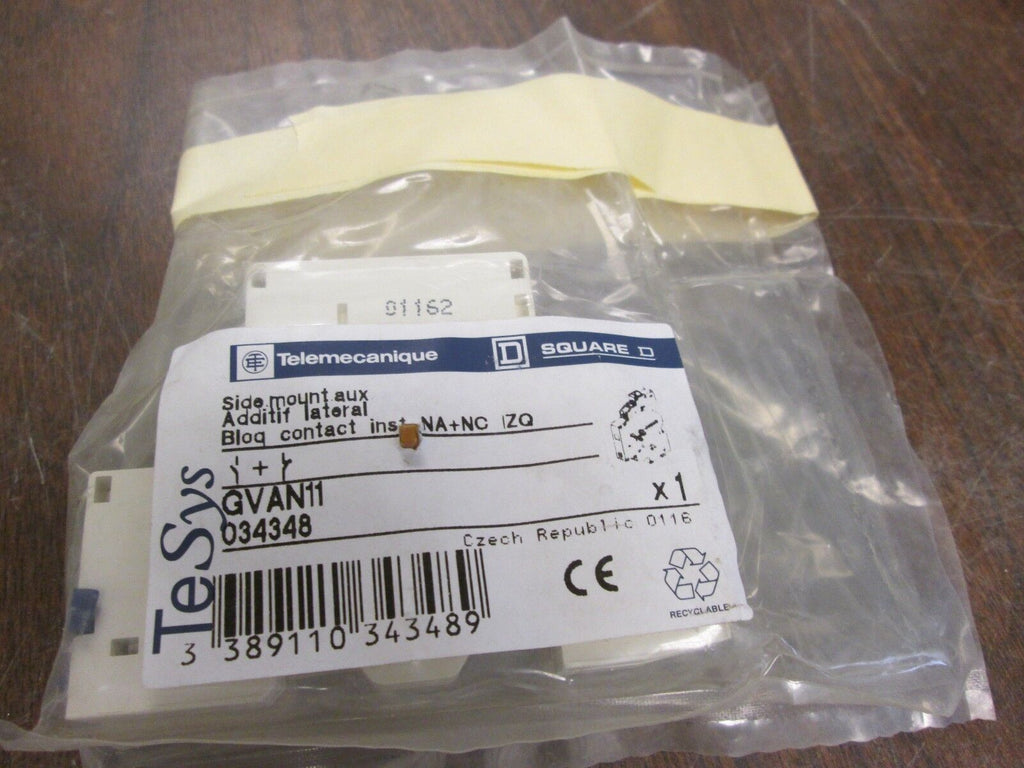 01162
Telemecanique D SQUARE D
Side mount aux
Additif lateral
Bloq contact inst NA+NC IZQ
GVAN11 x 1
034348
Czech Republic 0116
TeSys
CE
RECYCLABLE
3 389110 343489